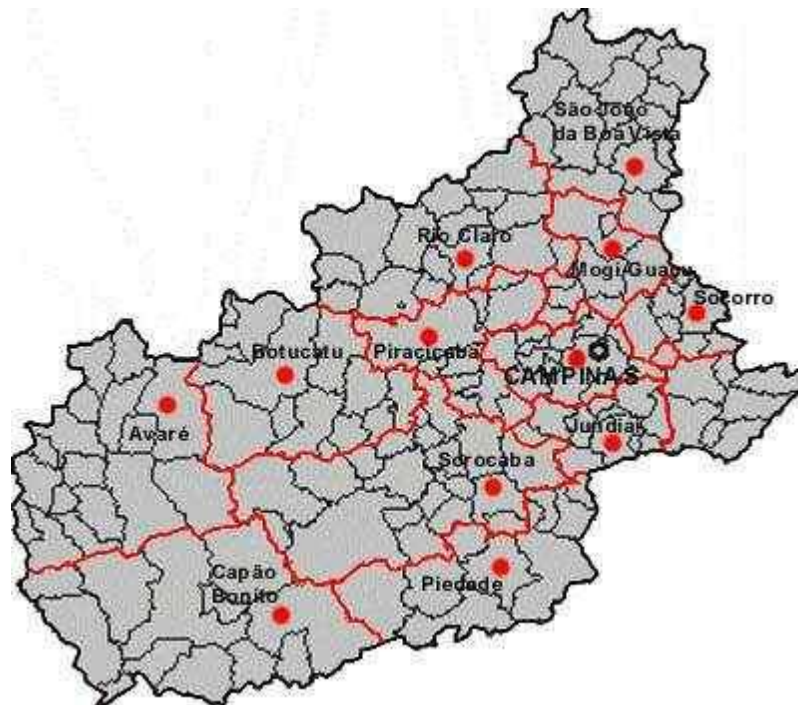 São João
da Boa Vista
Rio Claro
Mogi Guaçu
Socorro
Botucatu
Piracicaba
CAMPINAS
Avaré
Jundiaí
Sorocaba
Capão
Bonito
Piedade